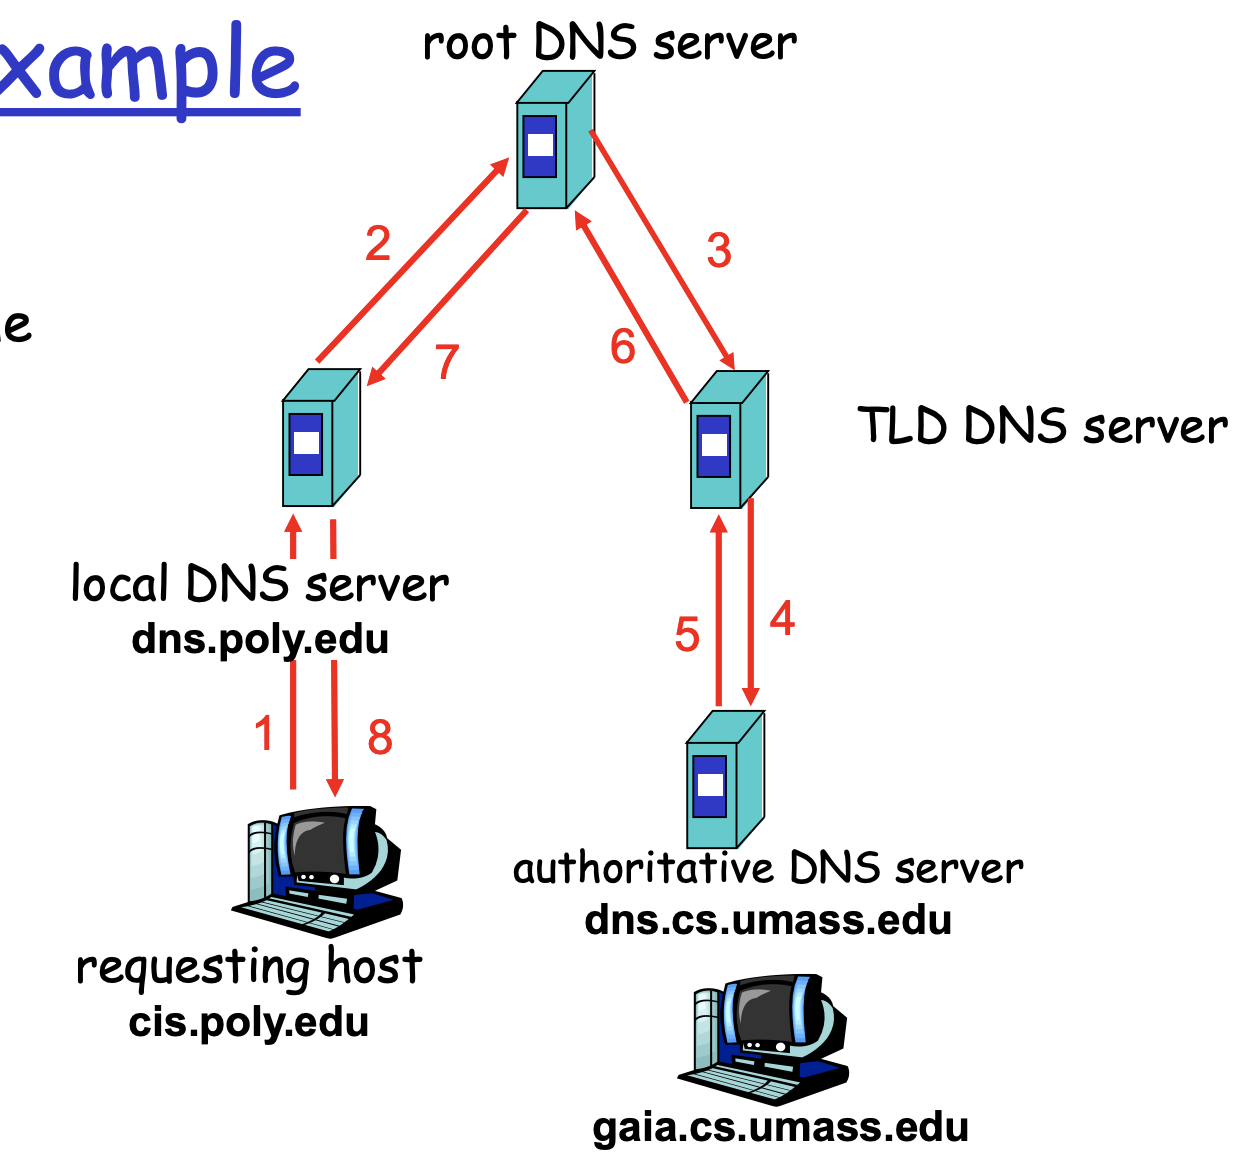 xample
root DNS server
2
3
e
7
6
TLD DNS server
local DNS server
dns.poly.edu
5
4
1
8
authoritative DNS server
dns.cs.umass.edu
requesting host
cis.poly.edu
gaia.cs.umass.edu